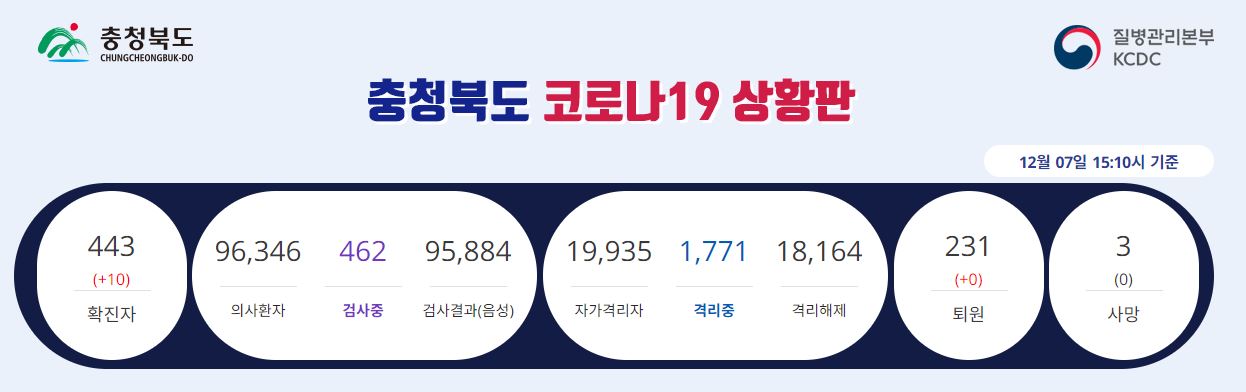 충청북도
CHUNGCHEONGBUK-DO
질병관리본부
KCDC
충청북도 코로나19 상황판
12월 07일 15:10시 기준
443
(+10)
확진자
96,346
의사환자
462
검사중
95,884
검사결과(음성)
19,935
자가격리자
1,771
격리중
18,164
격리해제
231
(+0)
퇴원
3
(0)
사망